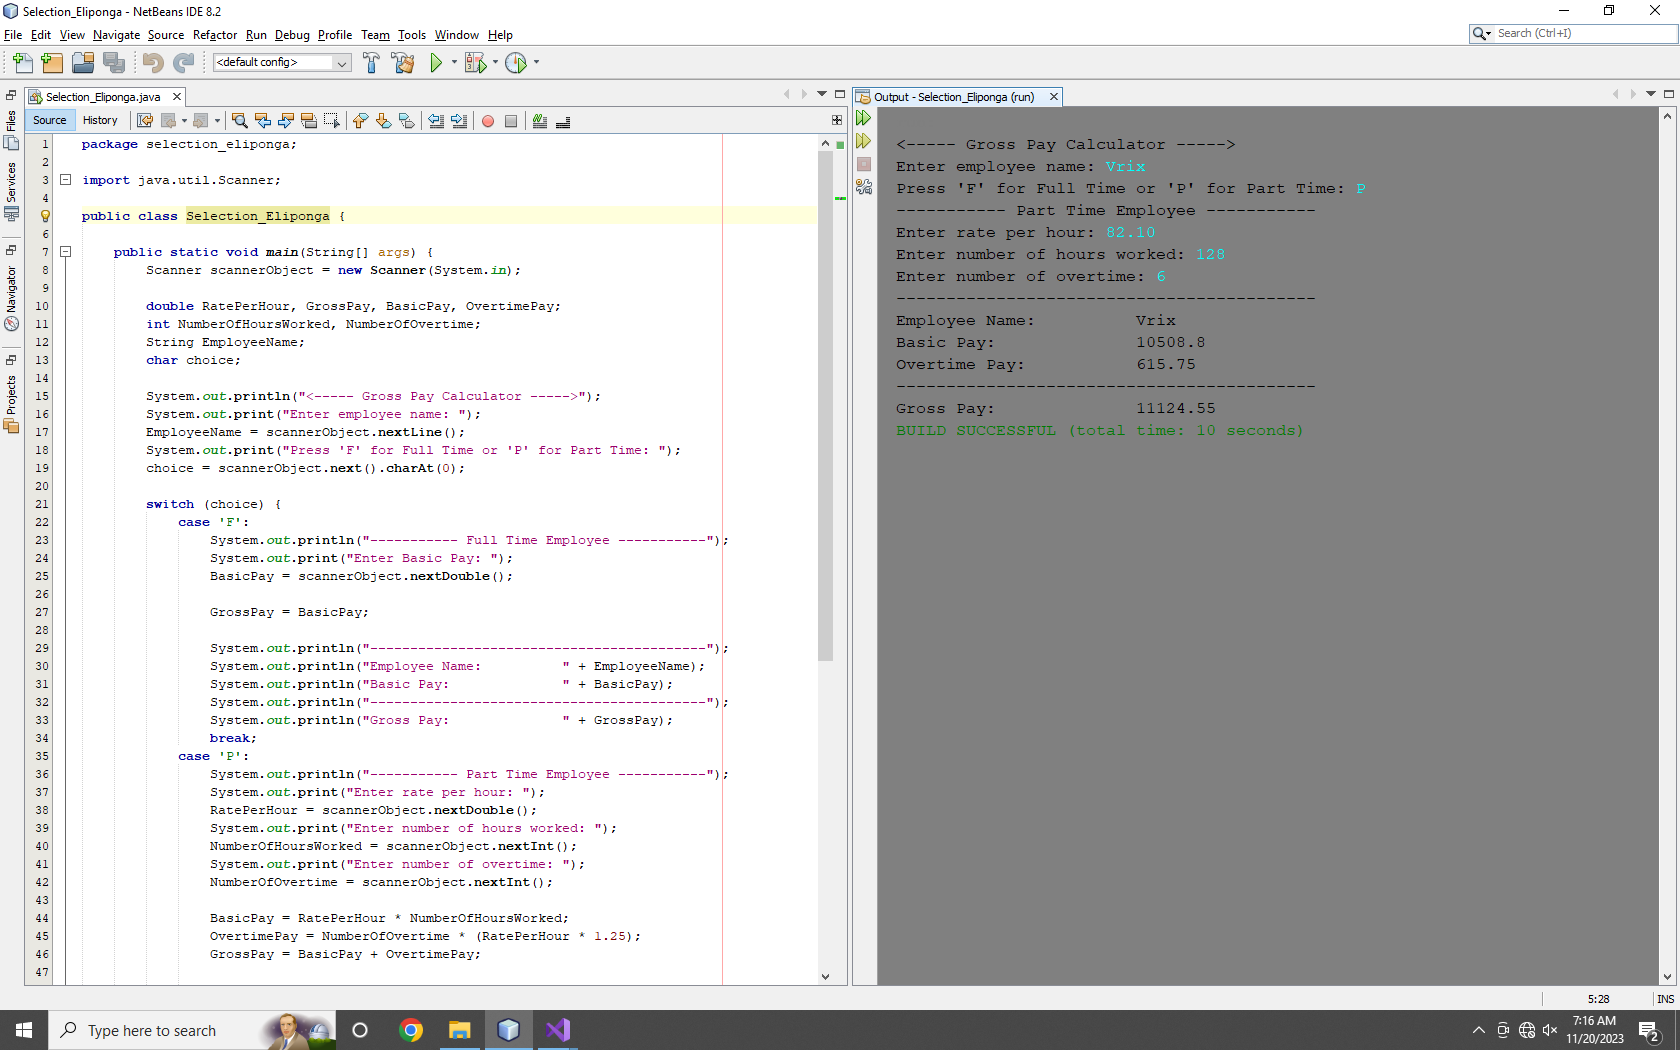 Selection_Eliponga - NetBeans IDE 8.2
File Edit View Navigate Source Refactor Run Debug Profile Team Tools Window Help
Search (Ctrl+I)
<default config>
Selection_Eliponga.java
Source History
Files
Services
Navigator
Projects
1 package selection_eliponga;
2
3 import java.util.Scanner;
4
public class Selection_Eliponga {
6
7 public static void main(String[] args) {
8 Scanner scannerObject = new Scanner(System.in);
9
10 double RatePerHour, GrossPay, BasicPay, OvertimePay;
11 int NumberOfHoursWorked, NumberOfOvertime;
12 String EmployeeName;
13 char choice;
14
15 System.out.println("<----- Gross Pay Calculator ----->");
16 System.out.print("Enter employee name: ");
17 EmployeeName = scannerObject.nextLine();
18 System.out.print("Press 'F' for Full Time or 'P' for Part Time: ");
19 choice = scannerObject.next().charAt(0);
20
21 switch (choice) {
22 case 'F':
23 System.out.println("----------- Full Time Employee -----------");
24 System.out.print("Enter Basic Pay: ");
25 BasicPay = scannerObject.nextDouble();
26
27 GrossPay = BasicPay;
28
29 System.out.println("------------------------------------------");
30 System.out.println("Employee Name:          " + EmployeeName);
31 System.out.println("Basic Pay:              " + BasicPay);
32 System.out.println("------------------------------------------");
33 System.out.println("Gross Pay:              " + GrossPay);
34 break;
35 case 'P':
36 System.out.println("----------- Part Time Employee -----------");
37 System.out.print("Enter rate per hour: ");
38 RatePerHour = scannerObject.nextDouble();
39 System.out.print("Enter number of hours worked: ");
40 NumberOfHoursWorked = scannerObject.nextInt();
41 System.out.print("Enter number of overtime: ");
42 NumberOfOvertime = scannerObject.nextInt();
43
44 BasicPay = RatePerHour * NumberOfHoursWorked;
45 OvertimePay = NumberOfOvertime * (RatePerHour * 1.25);
46 GrossPay = BasicPay + OvertimePay;
47
Output - Selection_Eliponga (run)
<----- Gross Pay Calculator ----->
Enter employee name: Vrix
Press 'F' for Full Time or 'P' for Part Time: P
----------- Part Time Employee -----------
Enter rate per hour: 82.10
Enter number of hours worked: 128
Enter number of overtime: 6
------------------------------------------
Employee Name:          Vrix
Basic Pay:              10508.8
Overtime Pay:           615.75
------------------------------------------
Gross Pay:              11124.55
BUILD SUCCESSFUL (total time: 10 seconds)
5:28 INS
Type here to search
7:16 AM
11/20/2023
2